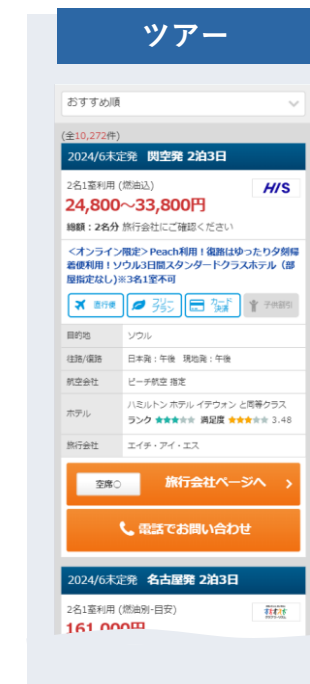 ツアー
おすすめ順
(全10,272件)
2024/6末定発 関空発 2泊3日
2名1室利用 (燃油込)
H/S
24,800～33,800円
総額：2名分 旅行会社にご確認ください
＜オンライン限定＞Peach利用！復路はゆったり夕刻帰
着便利用！ソウル3日間スタンダードクラスホテル（部
屋指定なし）※3名1室不可
直行便 フリープラン カード決済 子供割引
目的地 ソウル
往路/復路 日本発：午後 現地発：午後
航空会社 ピーチ航空 指定
ホテル ハミルトン ホテル イテウォン と同等クラス
ランク ★★★★★ 満足度 ★★★★★ 3.48
旅行会社 エイチ・アイ・エス
空席○ 旅行会社ページへ
電話でお問い合わせ
2024/6末定発 名古屋発 2泊3日
2名1室利用 (燃油別-目安)
161,000円